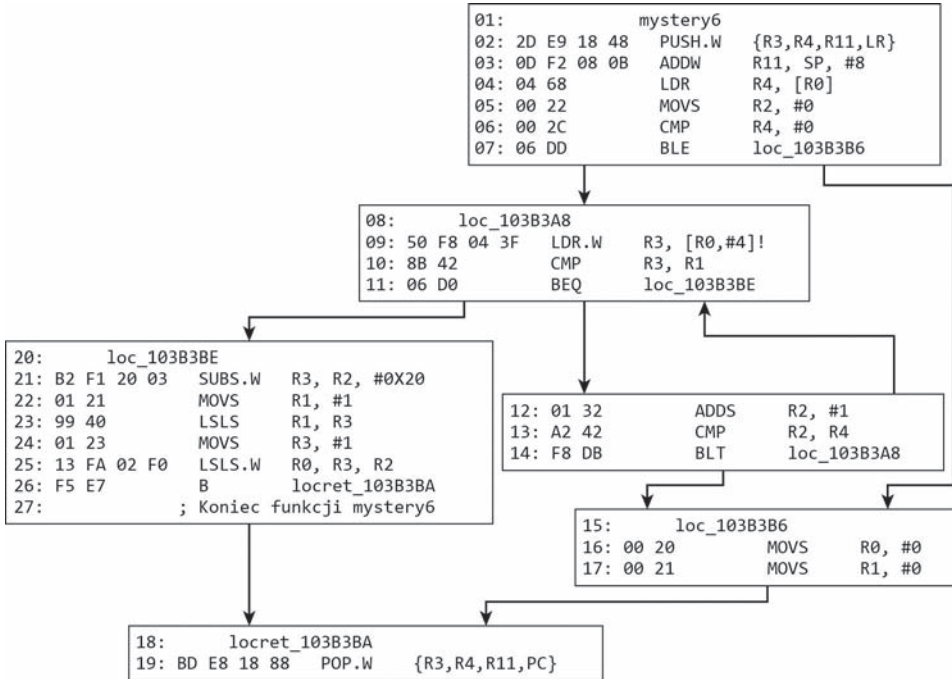 01: mystery6
02: 2D E9 18 48 PUSH.W {R3,R4,R11,LR}
03: 0D F2 08 0B ADDW R11, SP, #8
04: 04 68 LDR R4, [R0]
05: 00 22 MOVS R2, #0
06: 00 2C CMP R4, #0
07: 06 DD BLE loc_103B3B6
08: loc_103B3A8
09: 50 F8 04 3F LDR.W R3, [R0,#4]!
10: 8B 42 CMP R3, R1
11: 06 D0 BEQ loc_103B3BE
12: 01 32 ADDS R2, #1
13: A2 42 CMP R2, R4
14: F8 DB BLT loc_103B3A8
15: loc_103B3B6
16: 00 20 MOVS R0, #0
17: 00 21 MOVS R1, #0
18: locret_103B3BA
19: BD E8 18 88 POP.W {R3,R4,R11,PC}
20: loc_103B3BE
21: B2 F1 20 03 SUBS.W R3, R2, #0X20
22: 01 21 MOVS R1, #1
23: 99 40 LSLS R1, R3
24: 01 23 MOVS R3, #1
25: 13 FA 02 F0 LSLS.W R0, R3, R2
26: F5 E7 B locret_103B3BA
27: ; Koniec funkcji mystery6